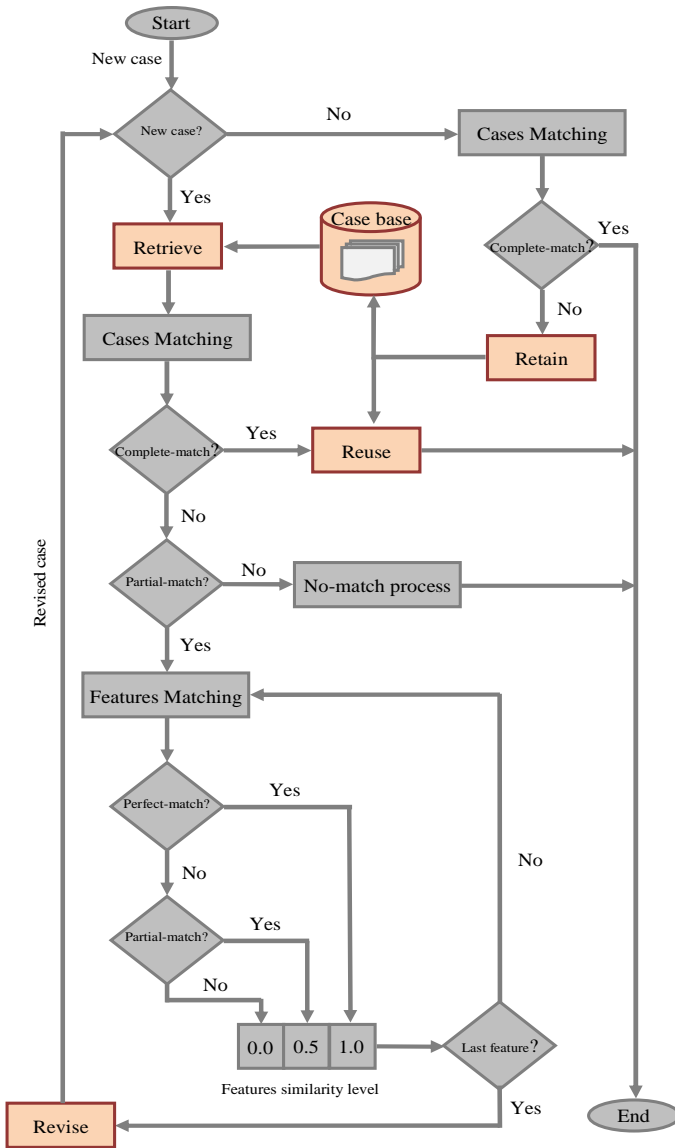 Start
New case
New case?
No
Cases Matching
Yes
Case base
Yes
Retrieve
Complete-match?
No
Cases Matching
Retain
Complete-match?
Yes
Reuse
No
Partial-match?
No
No-match process
Revised case
Yes
Features Matching
Perfect-match?
Yes
No
No
Partial-match?
Yes
No
0.0 0.5 1.0
Last feature?
Features similarity level
Revise
Yes
End